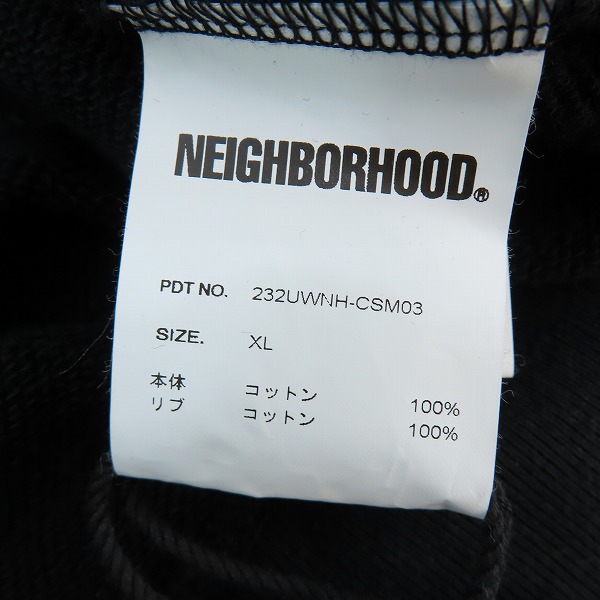 NEIGHBORHOOD.®
PDT NO. 232UWNH-CSM03
SIZE. XL
本体 コットン 100%
リブ コットン 100%